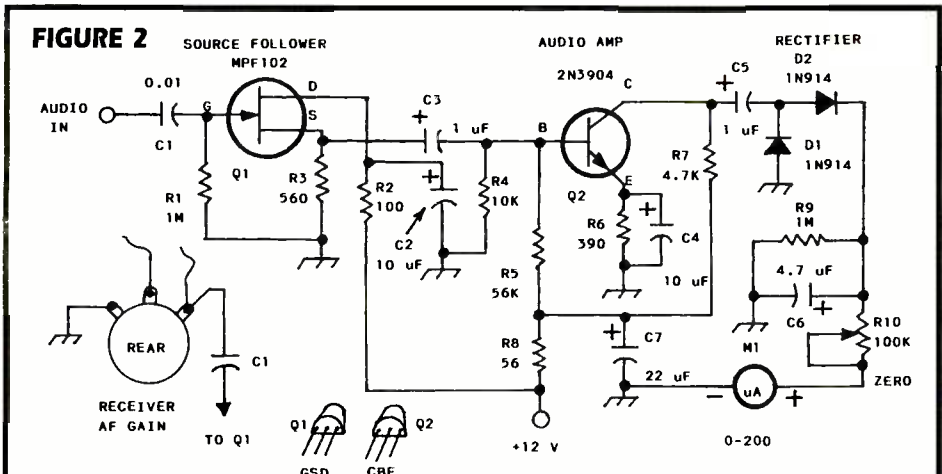 FIGURE 2
SOURCE FOLLOWER
MPF102
AUDIO AMP
2N3904
RECTIFIER
D2
1N914
0.01
AUDIO
IN
C1
G
D
S
Q1
R1
1M
R3
560
C3
+
1 uF
R2
100
+
C2
10 uF
R4
10K
B
C
E
Q2
R5
56K
R6
390
+
C4
10 uF
R7
4.7K
C5
+
1 uF
D1
1N914
R9
1M
4.7 uF
C6
+
R10
100K
ZERO
R8
56
+
C7
22 uF
M1
-
uA
+
0-200
+12 V
REAR
RECEIVER
AF GAIN
C1
TO Q1
Q1
GSD
Q2
CBE